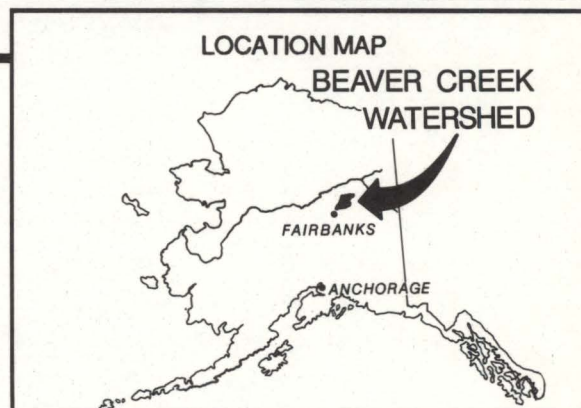 LOCATION MAP
BEAVER CREEK
WATERSHED
FAIRBANKS
ANCHORAGE